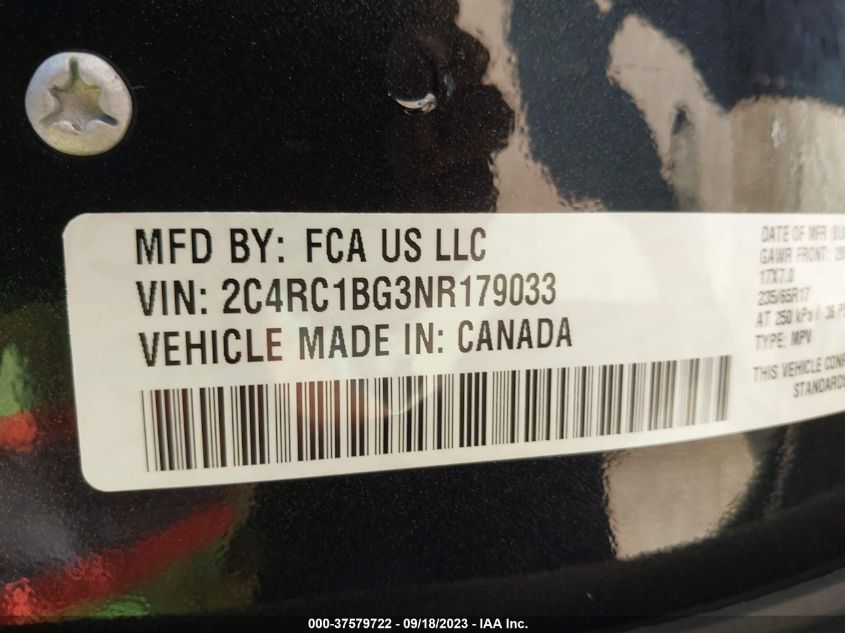 MFD BY: FCA US LLC
VIN: 2C4RC1BG3NR179033
VEHICLE MADE IN: CANADA
DATE OF MFR
GAWR FRONT:
17X7.0
235/65R17
AT 250 kPa / 36
TYPE: MPV
THIS VEHICLE
STANDARDS
000-37579722 - 09/18/2023 - IAA Inc.